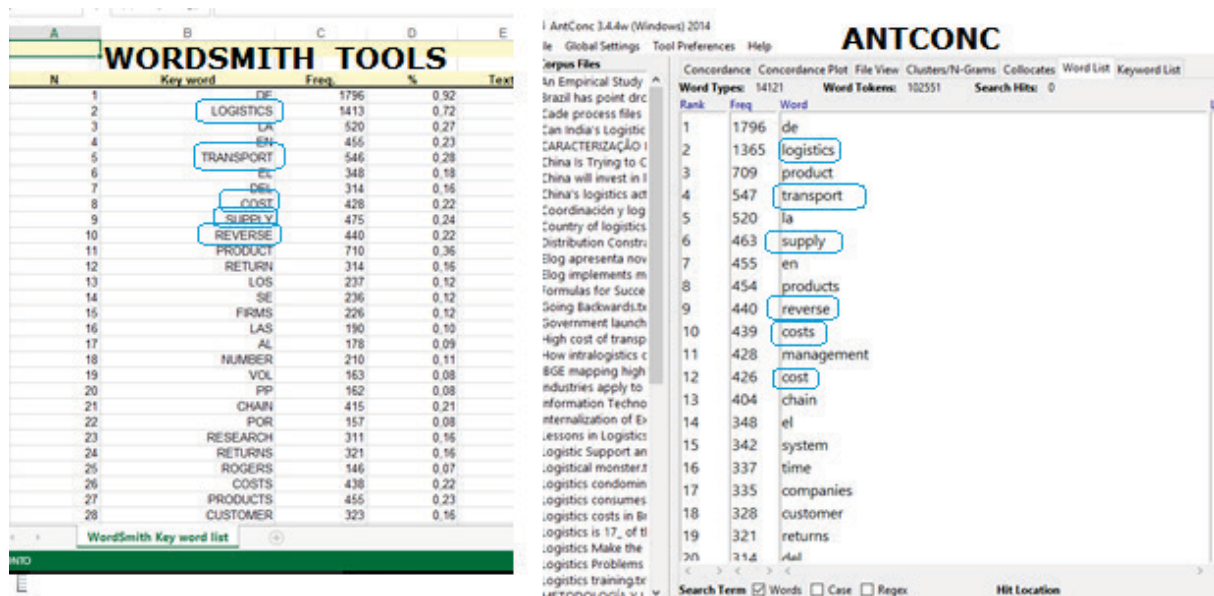 A B C D E
WORDSMITH TOOLS
N Key word Freq. % Text
1 DE 1796 0,92
2 LOGISTICS 1413 0,72
3 LA 520 0,27
4 EN 455 0,23
5 TRANSPORT 546 0,28
6 EL 348 0,18
7 DEL 314 0,16
8 COST 428 0,22
9 SUPPLY 475 0,24
10 REVERSE 440 0,22
11 PRODUCT 710 0,36
12 RETURN 314 0,16
13 LOS 237 0,12
14 SE 236 0,12
15 FIRMS 226 0,12
16 LAS 190 0,10
17 AL 178 0,09
18 NUMBER 210 0,11
19 VOL 163 0,08
20 PP 162 0,08
21 CHAIN 415 0,21
22 POR 157 0,08
23 RESEARCH 311 0,16
24 RETURNS 321 0,16
25 ROGERS 146 0,07
26 COSTS 438 0,22
27 PRODUCTS 455 0,23
28 CUSTOMER 323 0,16
WordSmith Key word list
AntConc 3.4.4w (Windows) 2014
ANTCONC
Global Settings Tool Preferences Help
Corpus Files
An Empirical Study
Brazil has point drc
Cade process files
Can India's Logistic
CARACTERIZAÇÃO
China Is Trying to C
China will invest in
China's logistics act
Coordinación y log
Country of logistics
Distribution Constr
Elog apresenta nov
Elog implements m
Formulas for Succe
Going Backwards.tx
Government launch
High cost of transp
How intralogistics c
IBGE mapping high
Industries apply to
Information Techno
Internalization of Ex
Lessons in Logistics
Logistic Support an
Logistical monster.t
Logistics condomin
Logistics consumes
Logistics costs in Br
Logistics is 17_ of t
Logistics Make the
Logistics Problems
Logistics training.tx
METODOLOGÍA Y
Concordance Concordance Plot File View Clusters/N-Grams Collocates Word List Keyword List
Word Types: 14121 Word Tokens: 102551 Search Hits: 0
Rank Freq Word
1 1796 de
2 1365 logistics
3 709 product
4 547 transport
5 520 la
6 463 supply
7 455 en
8 454 products
9 440 reverse
10 439 costs
11 428 management
12 426 cost
13 404 chain
14 348 el
15 342 system
16 337 time
17 335 companies
18 328 customer
19 321 returns
20 314 del
Search Term Words Case Regex Hit Location